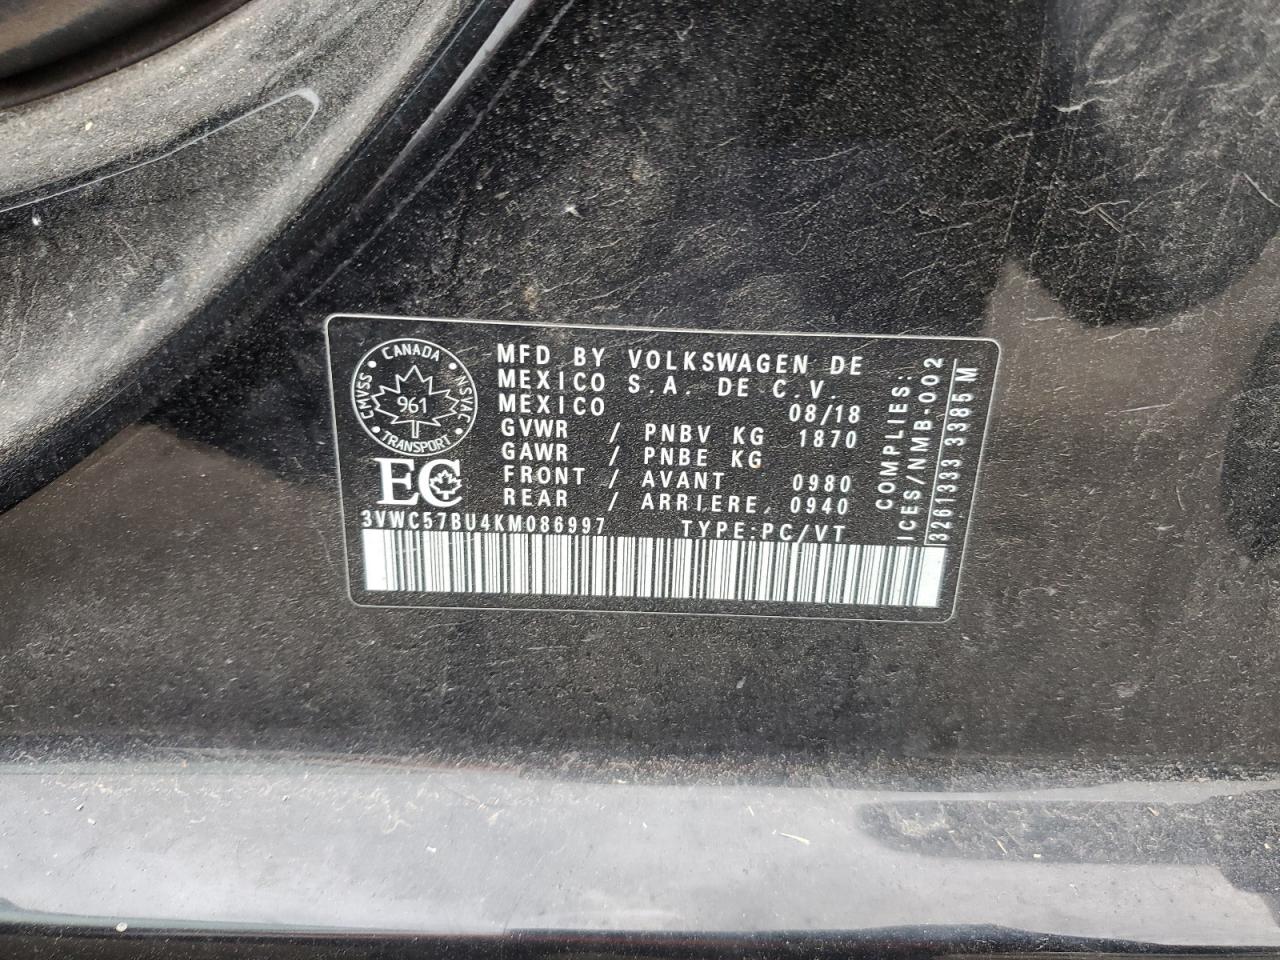 CANADA
CMVSS
NSVAC
961
TRANSPORT
EC
MFD BY VOLKSWAGEN DE
MEXICO S.A. DE C.V.
MEXICO 08/18
GVWR / PNBV KG 1870
GAWR / PNBE KG
FRONT / AVANT 0980
REAR / ARRIERE, 0940
3VWC57BU4KM086997 TYPE:PC/VT
COMPLIES:
ICES/NMB-002
3261333 3385 M